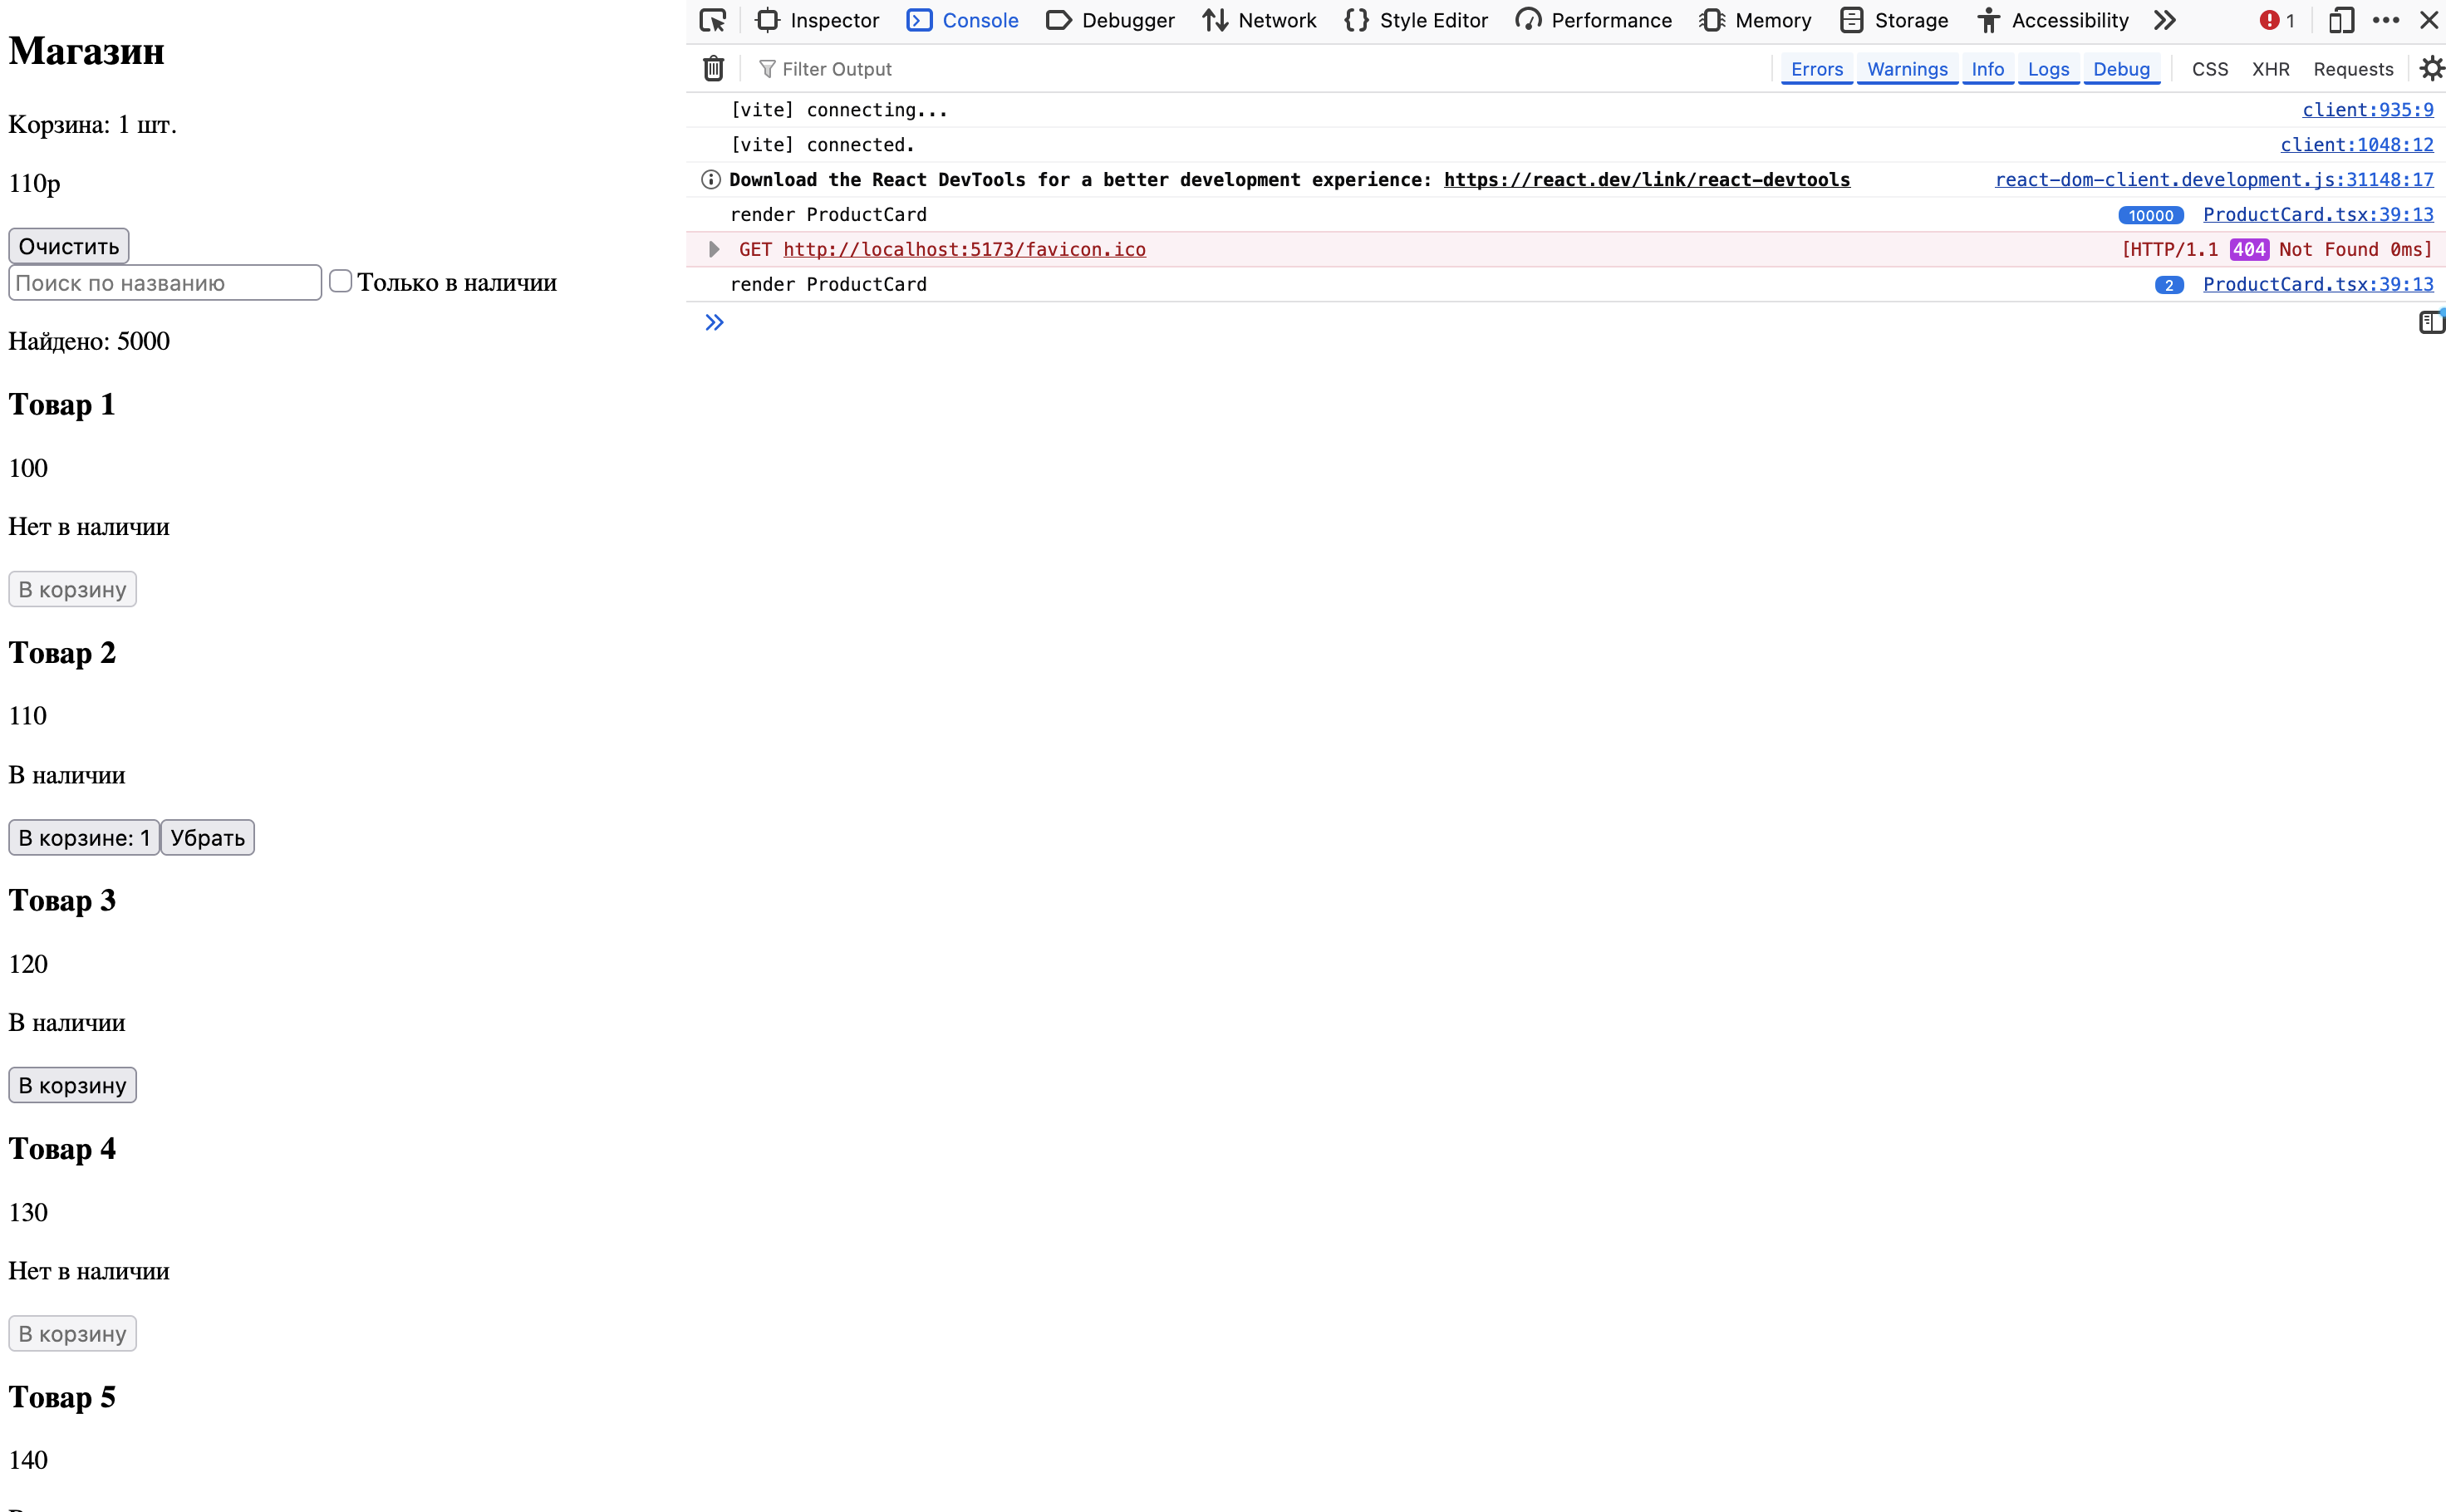 Магазин
Корзина: 1 шт.
110р
Очистить
Поиск по названию Только в наличии
Найдено: 5000
Товар 1
100
Нет в наличии
В корзину
Товар 2
110
В наличии
В корзине: 1 Убрать
Товар 3
120
В наличии
В корзину
Товар 4
130
Нет в наличии
В корзину
Товар 5
140
Inspector Console Debugger Network Style Editor Performance Memory Storage Accessibility 1
Filter Output Errors Warnings Info Logs Debug CSS XHR Requests
[vite] connecting... client:935:9
[vite] connected. client:1048:12
Download the React DevTools for a better development experience: https://react.dev/link/react-devtools react-dom-client.development.js:31148:17
render ProductCard 10000 ProductCard.tsx:39:13
GET http://localhost:5173/favicon.ico [HTTP/1.1 404 Not Found 0ms]
render ProductCard 2 ProductCard.tsx:39:13